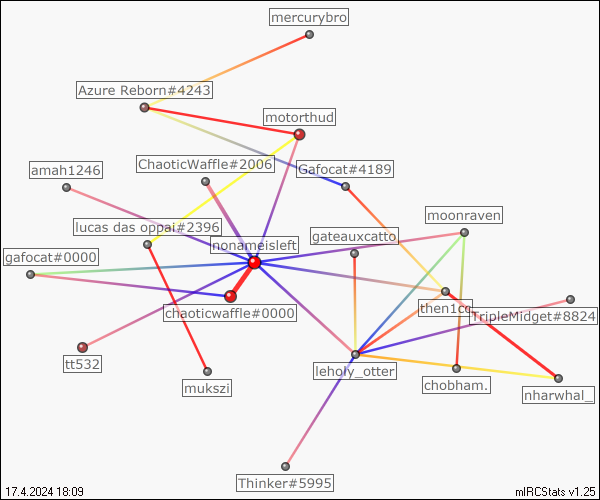 mercurybro
Azure Reborn#4243
motorthud
ChaoticWaffle#2006
amah1246
Gafocat#4189
moonraven
lucas das oppai#2396
gateauxcatto
nonameisleft
gafocat#0000
chaoticwaffle#0000
then1cc
TripleMidget#8824
tt532
leholy_otter
mukszi
chobham.
nharwhal_
Thinker#5995
17.4.2024 18:09
mIRCStats v1.25